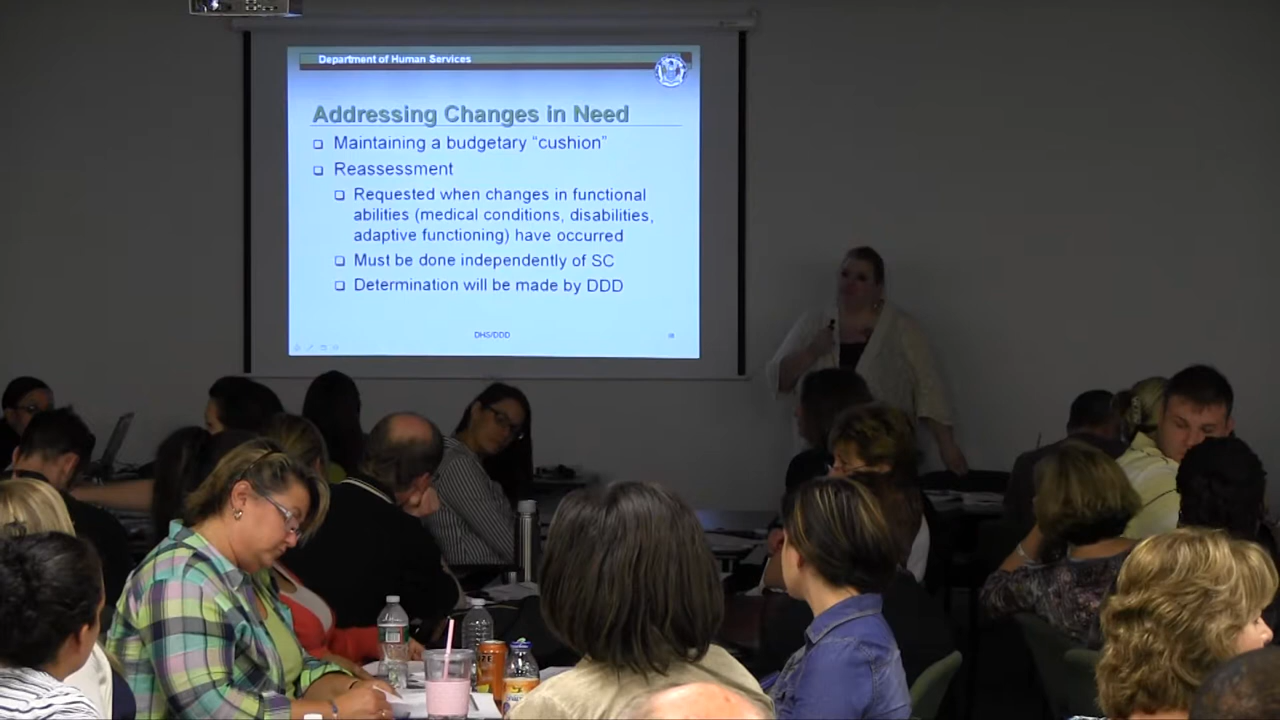 Department of Human Services
Addressing Changes in Need
Maintaining a budgetary “cushion”
Reassessment
Requested when changes in functional
abilities (medical conditions, disabilities,
adaptive functioning) have occurred
Must be done independently of SC
Determination will be made by DDD
DHS/DDD